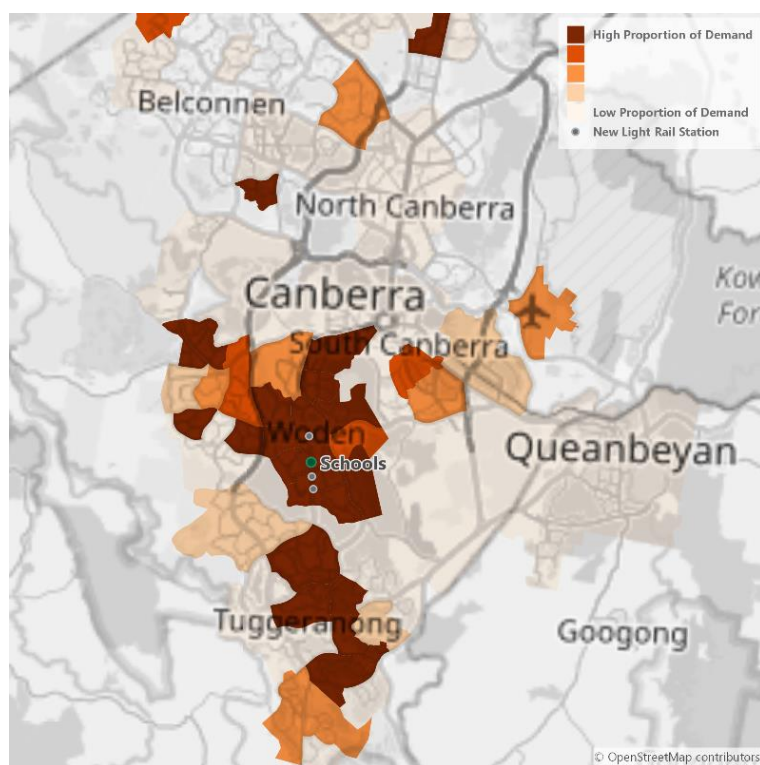 High Proportion of Demand
Low Proportion of Demand
New Light Rail Station
Belconnen
North Canberra
Canberra
South Canberra
Woden
Schools
Queanbeyan
Tuggeranong
Googong
© OpenStreetMap contributors